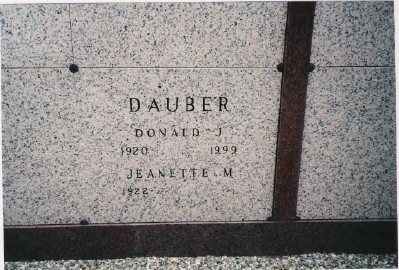 DAUBER
DONALD J
1920 1999
JEANETTE M
1922-